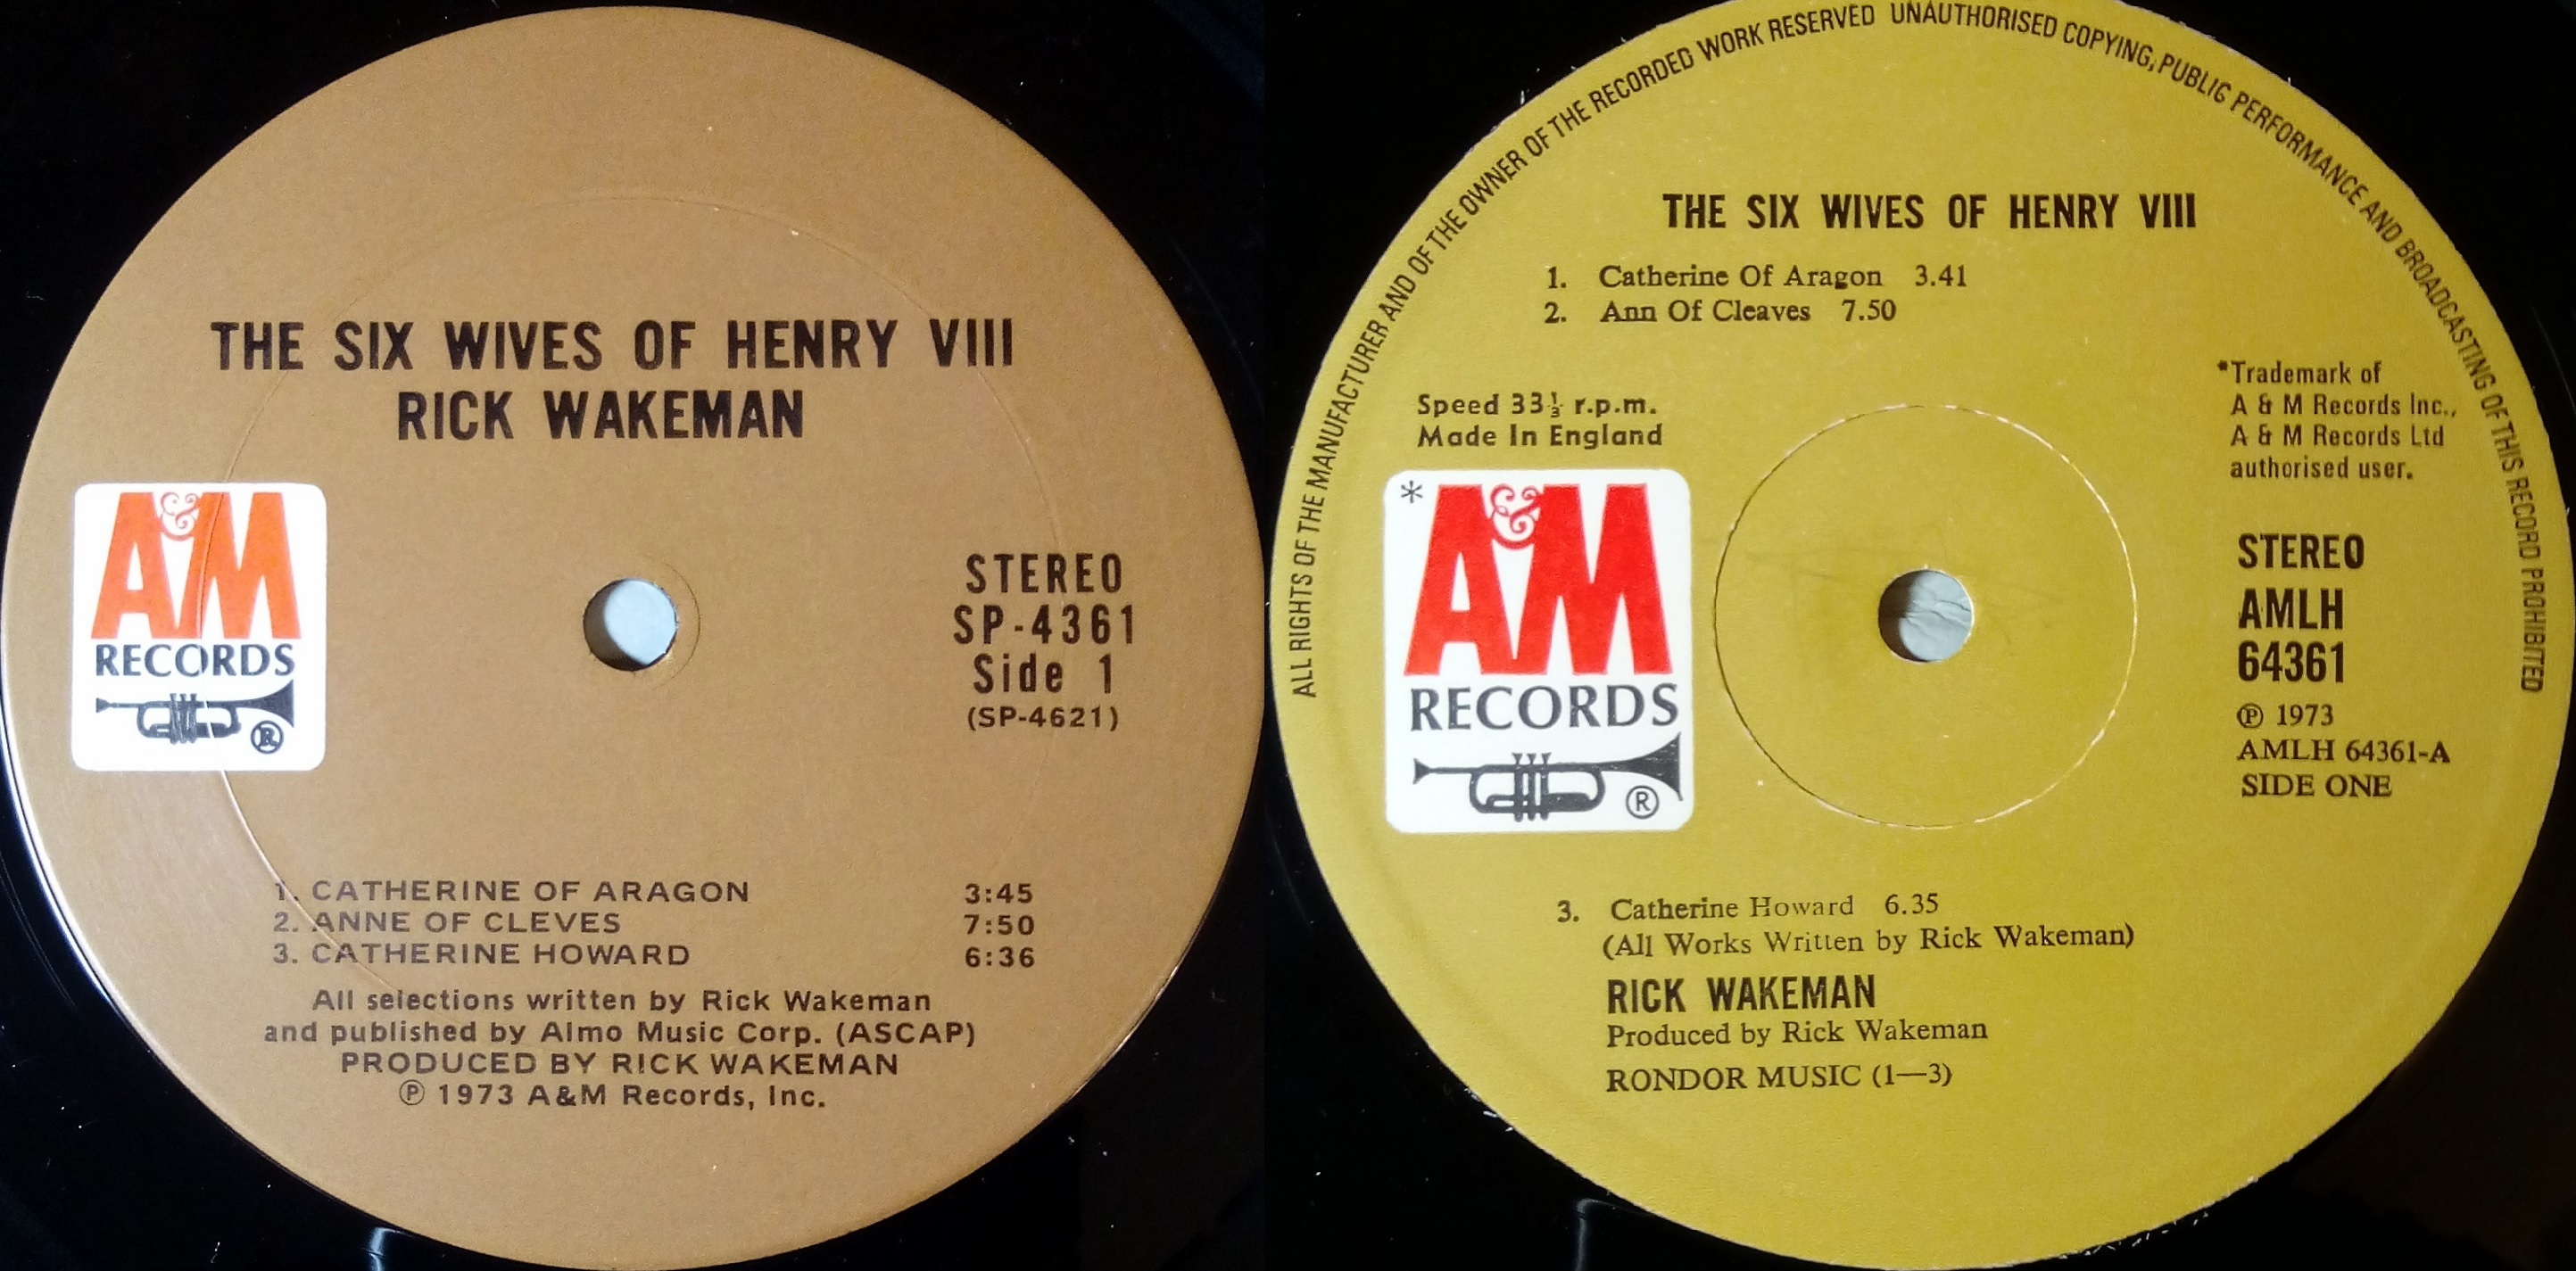 THE SIX WIVES OF HENRY VIII
RICK WAKEMAN
A&M
RECORDS
®
STEREO
SP-4361
Side 1
(SP-4621)
1. CATHERINE OF ARAGON 3:45
2. ANNE OF CLEVES 7:50
3. CATHERINE HOWARD 6:36
All selections written by Rick Wakeman
and published by Almo Music Corp. (ASCAP)
PRODUCED BY RICK WAKEMAN
℗ 1973 A&M Records, Inc.
ALL RIGHTS OF THE MANUFACTURER AND OF THE OWNER OF THE RECORDED WORK RESERVED UNAUTHORISED COPYING, PUBLIC PERFORMANCE AND BROADCASTING OF THIS RECORD PROHIBITED
THE SIX WIVES OF HENRY VIII
1. Catherine Of Aragon 3.41
2. Ann Of Cleaves 7.50
Speed 33⅓ r.p.m.
Made In England
*Trademark of
A & M Records Inc.,
A & M Records Ltd
authorised user.
* A&M
RECORDS
®
STEREO
AMLH
64361
℗ 1973
AMLH 64361-A
SIDE ONE
3. Catherine Howard 6.35
(All Works Written by Rick Wakeman)
RICK WAKEMAN
Produced by Rick Wakeman
RONDOR MUSIC (1—3)